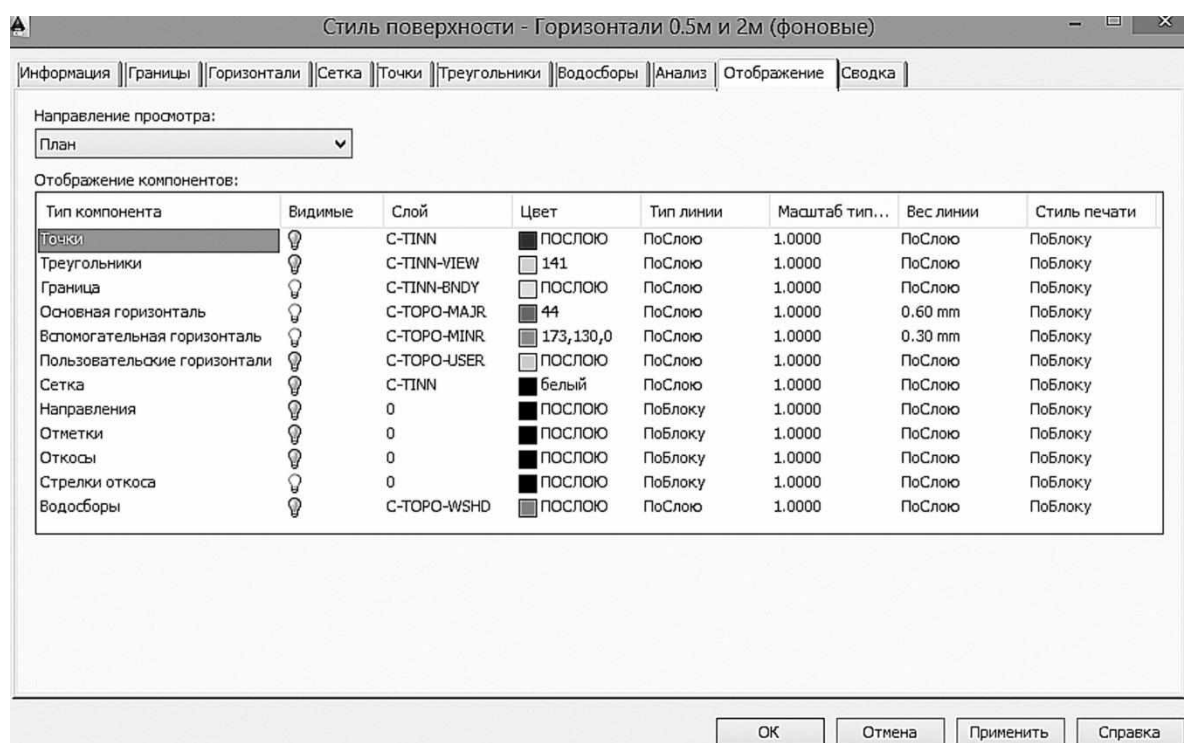 Стиль поверхности - Горизонтали 0.5м и 2м (фоновые)
Информация Границы Горизонтали Сетка Точки Треугольники Водосборы Анализ Отображение Сводка
Направление просмотра:
План
Отображение компонентов:
Тип компонента Видимые Слой Цвет Тип линии Масштаб тип... Вес линии Стиль печати
Точки C-TINN ПОСЛОЮ ПоСлою 1.0000 ПоСлою ПоБлоку
Треугольники C-TINN-VIEW 141 ПоСлою 1.0000 ПоСлою ПоБлоку
Граница C-TINN-BNDY ПОСЛОЮ ПоСлою 1.0000 ПоСлою ПоБлоку
Основная горизонталь C-TOPO-MAJR 44 ПоСлою 1.0000 0.60 mm ПоБлоку
Вспомогательная горизонталь C-TOPO-MINR 173,130,0 ПоСлою 1.0000 0.30 mm ПоБлоку
Пользовательские горизонтали C-TOPO-USER ПОСЛОЮ ПоСлою 1.0000 ПоСлою ПоБлоку
Сетка C-TINN белый ПоСлою 1.0000 ПоСлою ПоБлоку
Направления 0 ПОСЛОЮ ПоБлоку 1.0000 ПоСлою ПоБлоку
Отметки 0 ПОСЛОЮ ПоБлоку 1.0000 ПоСлою ПоБлоку
Откосы 0 ПОСЛОЮ ПоБлоку 1.0000 ПоСлою ПоБлоку
Стрелки откоса 0 ПОСЛОЮ ПоБлоку 1.0000 ПоСлою ПоБлоку
Водосборы C-TOPO-WSHD ПОСЛОЮ ПоСлою 1.0000 ПоСлою ПоБлоку
ОК Отмена Применить Справка